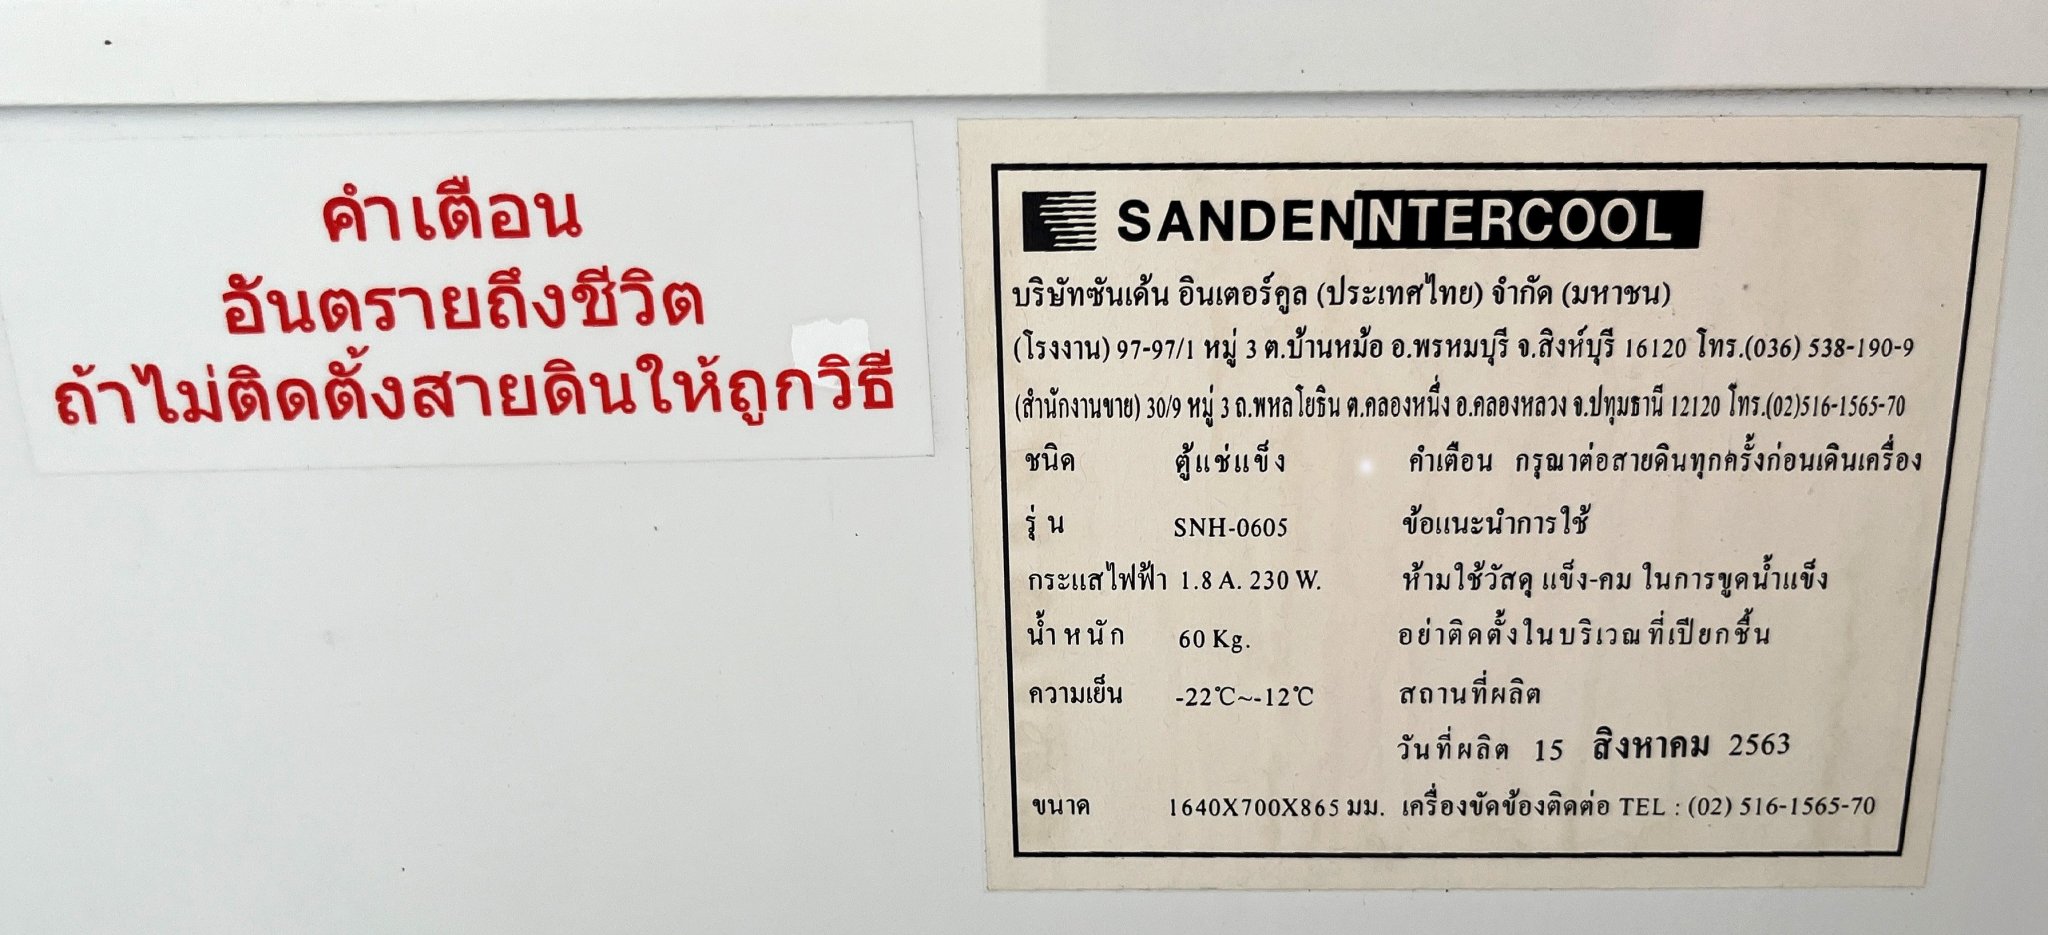 คำเตือน
อันตรายถึงชีวิต
ถ้าไม่ติดตั้งสายดินให้ถูกวิธี
SANDENINTERCOOL
บริษัทซันเด้น อินเตอร์คูล (ประเทศไทย) จำกัด (มหาชน)
(โรงงาน) 97-97/1 หมู่ 3 ต.บ้านหม้อ อ.พรหมบุรี จ.สิงห์บุรี 16120 โทร.(036) 538-190-9
(สำนักงานขาย) 30/9 หมู่ 3 ถ.พหลโยธิน ต.คลองหนึ่ง อ.คลองหลวง จ.ปทุมธานี 12120 โทร.(02)516-1565-70
ชนิด ตู้แช่แข็ง คำเตือน กรุณาต่อสายดินทุกครั้งก่อนเดินเครื่อง
รุ่น SNH-0605 ข้อแนะนำการใช้
กระแสไฟฟ้า 1.8 A. 230 W. ห้ามใช้วัสดุ แข็ง-คม ในการขูดน้ำแข็ง
น้ำหนัก 60 Kg. อย่าติดตั้งในบริเวณที่เปียกชื้น
ความเย็น -22℃~-12℃ สถานที่ผลิต
วันที่ผลิต 15 สิงหาคม 2563
ขนาด 1640X700X865 มม. เครื่องขัดข้องติดต่อ TEL : (02) 516-1565-70